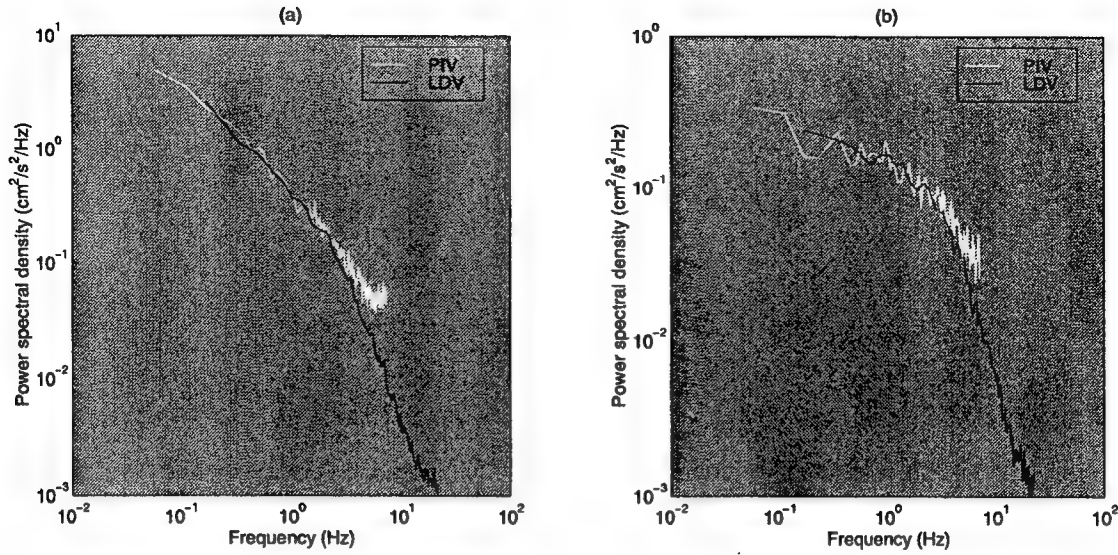 (a)
Power spectral density (cm²/s²/Hz)
10¹
10⁰
10⁻¹
10⁻²
10⁻³
PIV
LDV
10⁻² 10⁻¹ 10⁰ 10¹ 10²
Frequency (Hz)
(b)
Power spectral density (cm²/s²/Hz)
10⁰
10⁻¹
10⁻²
10⁻³
PIV
LDV
10⁻² 10⁻¹ 10⁰ 10¹ 10²
Frequency (Hz)